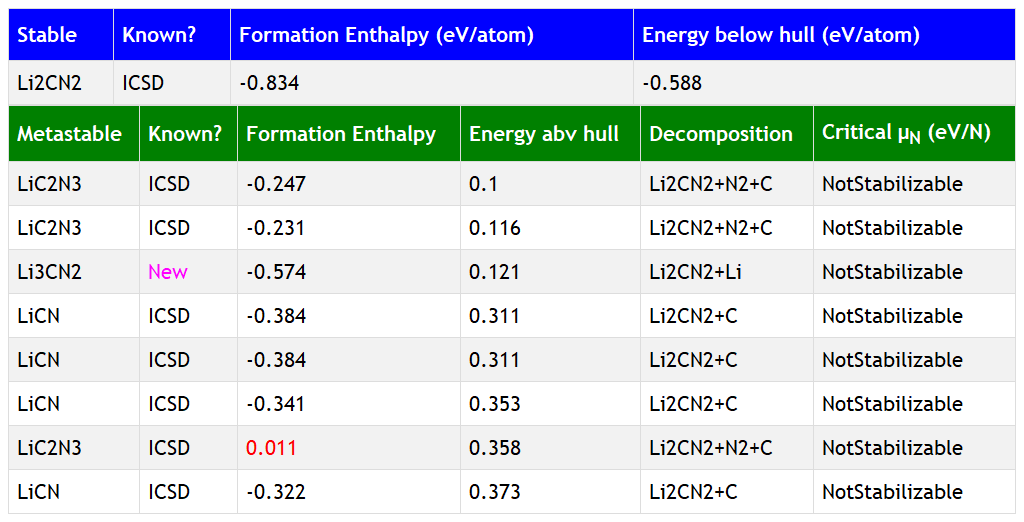 Stable Known? Formation Enthalpy (eV/atom) Energy below hull (eV/atom)
Li2CN2 ICSD -0.834 -0.588
Metastable Known? Formation Enthalpy Energy abv hull Decomposition Critical μN (eV/N)
LiC2N3 ICSD -0.247 0.1 Li2CN2+N2+C NotStabilizable
LiC2N3 ICSD -0.231 0.116 Li2CN2+N2+C NotStabilizable
Li3CN2 New -0.574 0.121 Li2CN2+Li NotStabilizable
LiCN ICSD -0.384 0.311 Li2CN2+C NotStabilizable
LiCN ICSD -0.384 0.311 Li2CN2+C NotStabilizable
LiCN ICSD -0.341 0.353 Li2CN2+C NotStabilizable
LiC2N3 ICSD 0.011 0.358 Li2CN2+N2+C NotStabilizable
LiCN ICSD -0.322 0.373 Li2CN2+C NotStabilizable